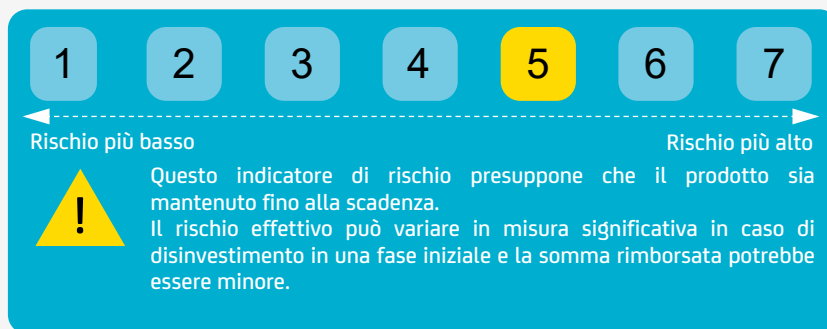 1 2 3 4 5 6 7
Rischio più basso Rischio più alto
Questo indicatore di rischio presuppone che il prodotto sia
mantenuto fino alla scadenza.
Il rischio effettivo può variare in misura significativa in caso di
disinvestimento in una fase iniziale e la somma rimborsata potrebbe
essere minore.
!